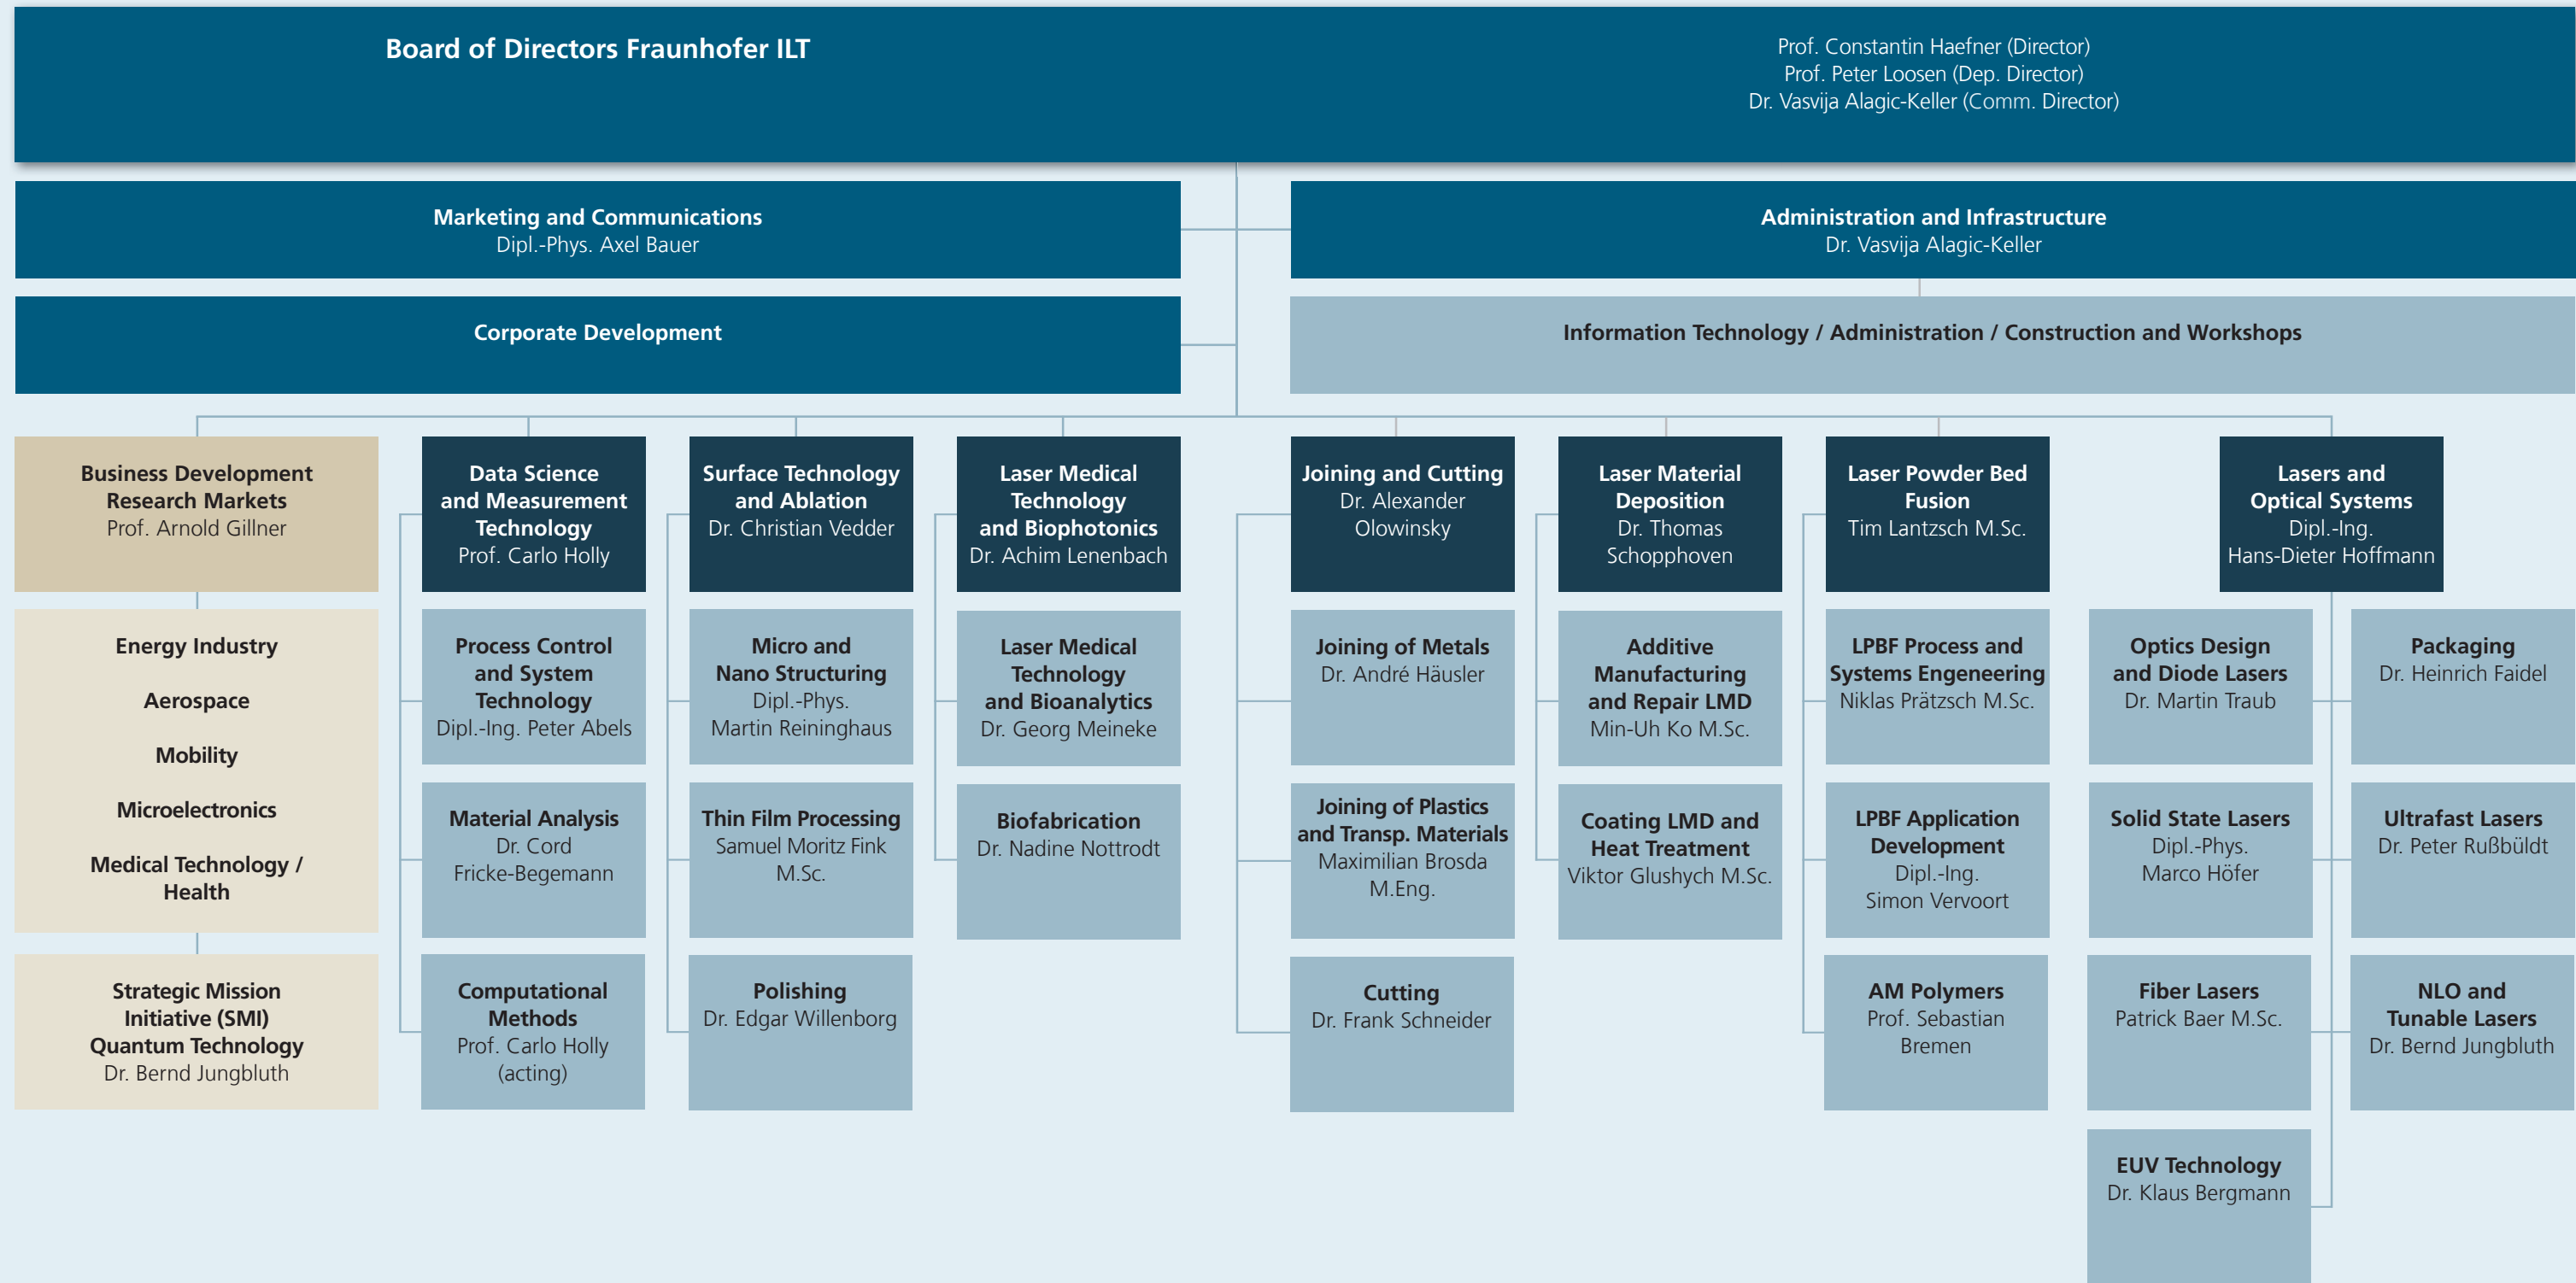 Board of Directors Fraunhofer ILT
Prof. Constantin Haefner (Director)
Prof. Peter Loosen (Dep. Director)
Dr. Vasvija Alagic-Keller (Comm. Director)
Marketing and Communications
Dipl.-Phys. Axel Bauer
Administration and Infrastructure
Dr. Vasvija Alagic-Keller
Corporate Development
Information Technology / Administration / Construction and Workshops
Business Development
Research Markets
Prof. Arnold Gillner
Energy Industry
Aerospace
Mobility
Microelectronics
Medical Technology /
Health
Strategic Mission
Initiative (SMI)
Quantum Technology
Dr. Bernd Jungbluth
Data Science
and Measurement
Technology
Prof. Carlo Holly
Process Control
and System
Technology
Dipl.-Ing. Peter Abels
Material Analysis
Dr. Cord
Fricke-Begemann
Computational
Methods
Prof. Carlo Holly
(acting)
Surface Technology
and Ablation
Dr. Christian Vedder
Micro and
Nano Structuring
Dipl.-Phys.
Martin Reininghaus
Thin Film Processing
Samuel Moritz Fink
M.Sc.
Polishing
Dr. Edgar Willenborg
Laser Medical
Technology
and Biophotonics
Dr. Achim Lenenbach
Laser Medical
Technology
and Bioanalytics
Dr. Georg Meineke
Biofabrication
Dr. Nadine Nottrodt
Joining and Cutting
Dr. Alexander
Olowinsky
Joining of Metals
Dr. André Häusler
Joining of Plastics
and Transp. Materials
Maximilian Brosda
M.Eng.
Cutting
Dr. Frank Schneider
Laser Material
Deposition
Dr. Thomas
Schopphoven
Additive
Manufacturing
and Repair LMD
Min-Uh Ko M.Sc.
Coating LMD and
Heat Treatment
Viktor Glushych M.Sc.
Laser Powder Bed
Fusion
Tim Lantzsch M.Sc.
LPBF Process and
Systems Engeneering
Niklas Prätzsch M.Sc.
LPBF Application
Development
Dipl.-Ing.
Simon Vervoort
AM Polymers
Prof. Sebastian
Bremen
Lasers and
Optical Systems
Dipl.-Ing.
Hans-Dieter Hoffmann
Optics Design
and Diode Lasers
Dr. Martin Traub
Packaging
Dr. Heinrich Faidel
Solid State Lasers
Dipl.-Phys.
Marco Höfer
Ultrafast Lasers
Dr. Peter Rußbüldt
Fiber Lasers
Patrick Baer M.Sc.
NLO and
Tunable Lasers
Dr. Bernd Jungbluth
EUV Technology
Dr. Klaus Bergmann